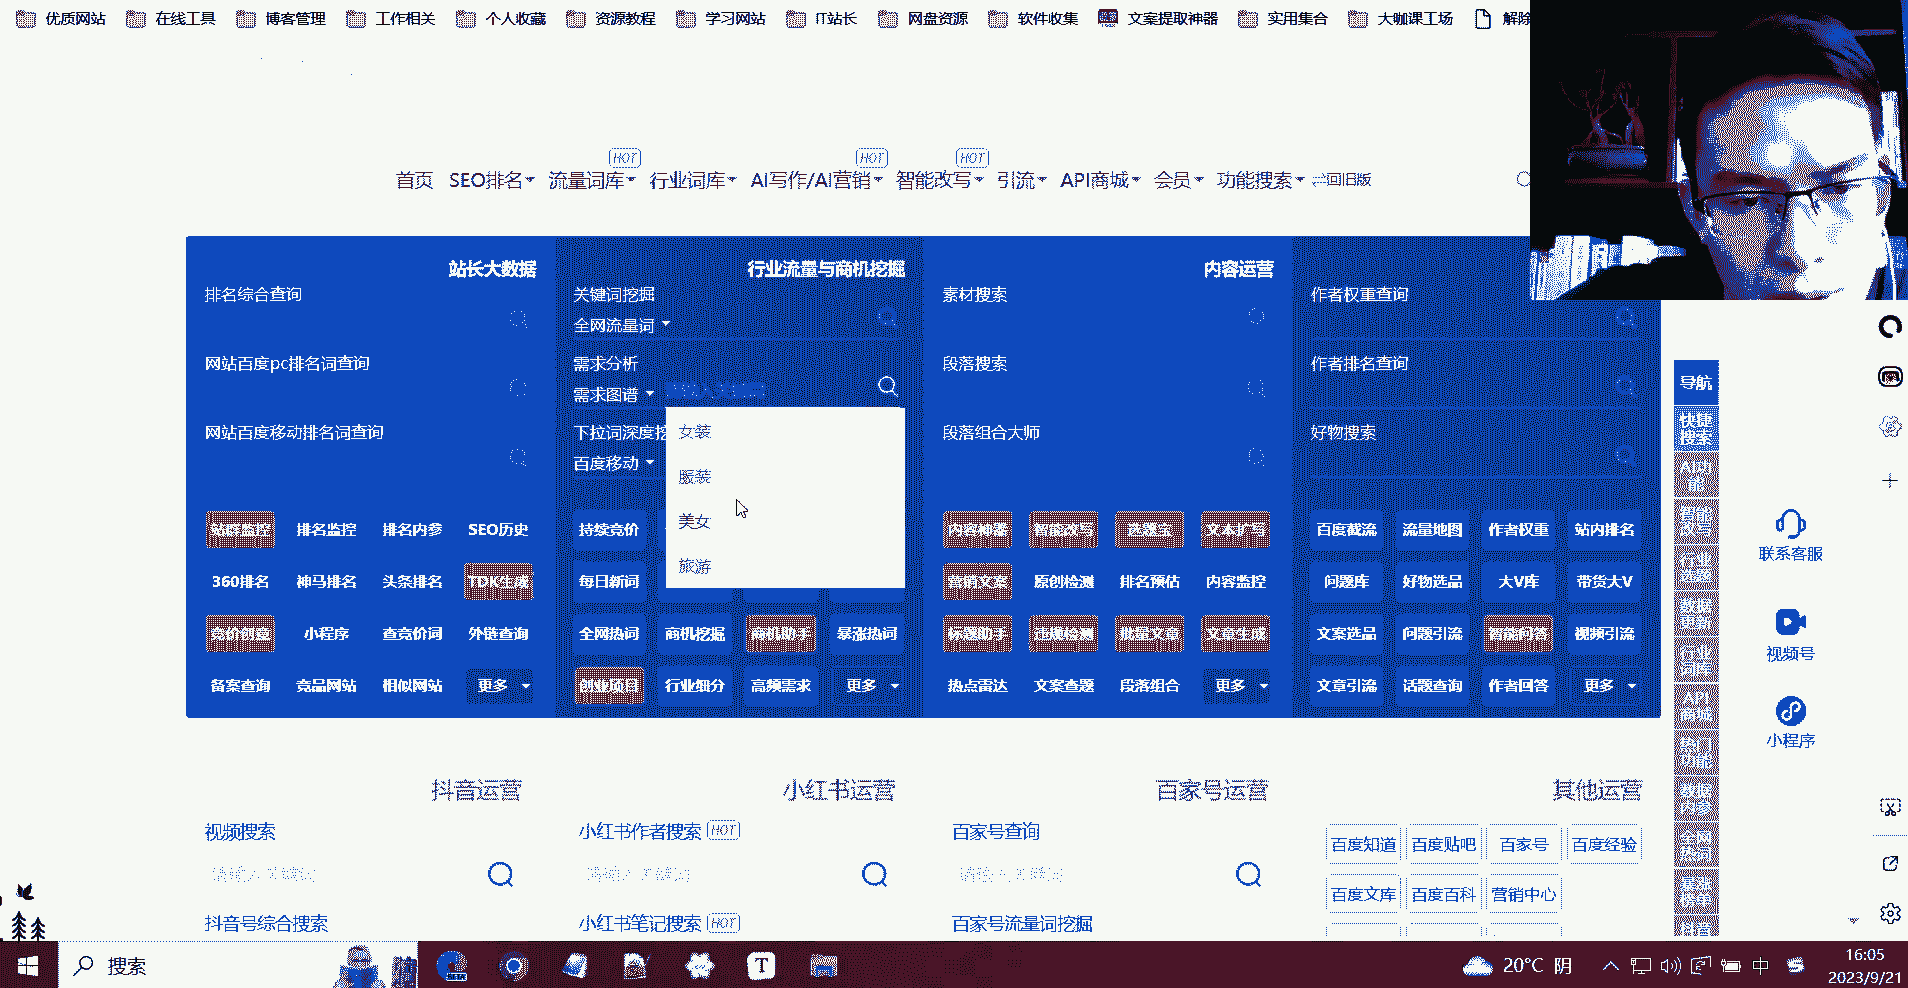 优质网站 在线工具 博客管理 工作相关 个人收藏 资源教程 学习网站 IT站长 网盘资源 软件收集 文案提取神器 实用集合 大咖课工场 解除
HOT HOT HOT
首页 SEO排名 流量词库 行业词库 AI写作/AI营销 智能改写 引流 API商城 会员 功能搜索 回旧版
站长大数据 行业流量与商机挖掘 内容运营
排名综合查询 关键词挖掘 素材搜索 作者权重查询
全网流量词
网站百度pc排名词查询 需求分析 段落搜索 作者排名查询
需求图谱
网站百度移动排名词查询 下拉词深度挖 段落组合大师 好物搜索
百度移动
女装
服装
美女
旅游
站群监控 排名监控 排名内参 SEO历史 持续竞价 智能改写 选题宝 文本扩写 百度截流 流量地图 作者权重 站内排名
360排名 神马排名 头条排名 TDK生成 每日新词 营销文案 原创检测 排名预估 内容监控 问题库 好物选品 大V库 带货大V
竞价创意 小程序 查竞价词 外链查询 全网热词 商机挖掘 商机助手 暴涨热词 标题助手 违规检测 批量文章 文章生成 文案选品 问题引流 智能问答 视频引流
备案查询 竞品网站 相似网站 更多 创业项目 行业细分 高频需求 更多 热点雷达 文案查题 段落组合 更多 文章引流 话题查询 作者回答 更多
导航
快捷搜索
联系客服
视频号
小程序
抖音运营 小红书运营 百家号运营 其他运营
视频搜索 小红书作者搜索 HOT 百家号查询
百度知道 百度贴吧 百家号 百度经验
请输入关键词 请输入关键词 请输入关键词
百度文库 百度百科 营销中心
抖音号综合搜索 小红书笔记搜索 HOT 百家号流量词挖掘
搜索
20°C 阴
中
16:05
2023/9/21